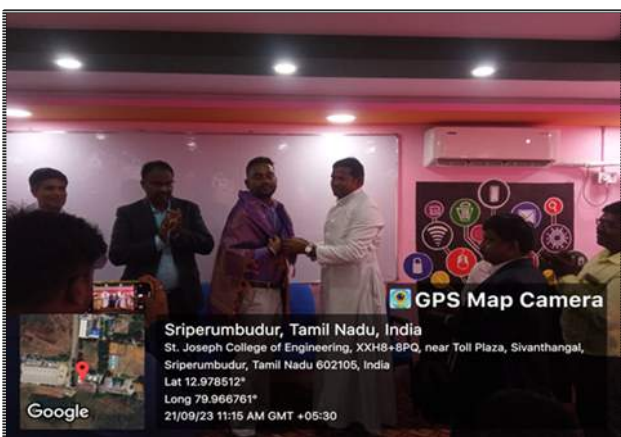 GPS Map Camera
Sriperumbudur, Tamil Nadu, India
St. Joseph College of Engineering, XXH8+8PQ, near Toll Plaza, Sivanthangal,
Sriperumbudur, Tamil Nadu 602105, India
Lat 12.978512°
Long 79.966761°
21/09/23 11:15 AM GMT +05:30
Google